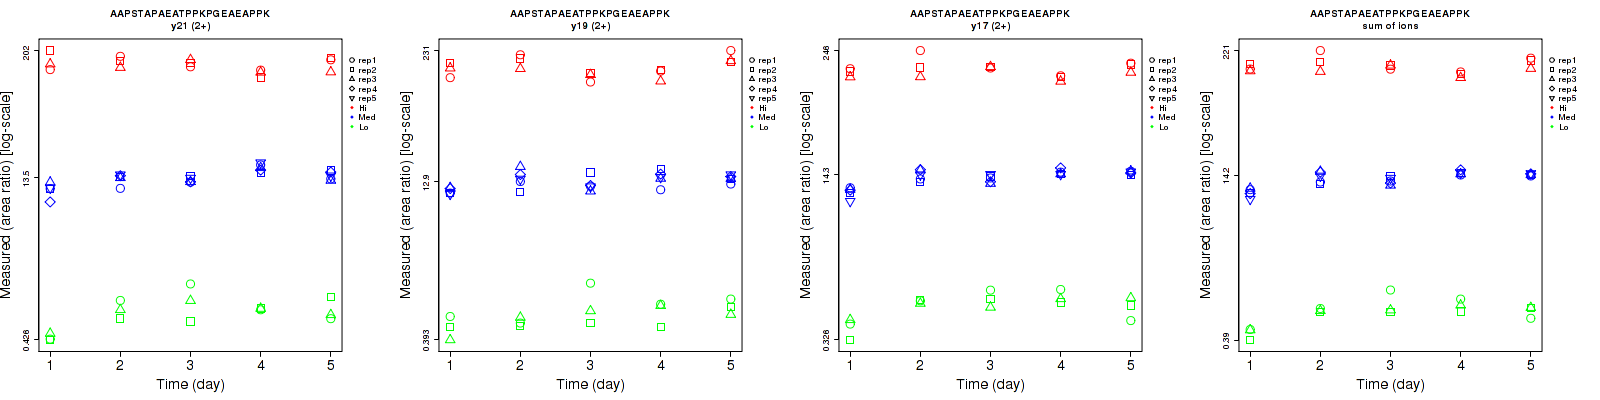 AAPSTAPAEATPPKPGEAEAPPK
y21 (2+)
202
13.5
0.426
Measured (area ratio) [log-scale]
1 2 3 4 5
Time (day)
rep1
rep2
rep3
rep4
rep5
Hi
Med
Lo
AAPSTAPAEATPPKPGEAEAPPK
y19 (2+)
231
12.9
0.393
Measured (area ratio) [log-scale]
1 2 3 4 5
Time (day)
rep1
rep2
rep3
rep4
rep5
Hi
Med
Lo
AAPSTAPAEATPPKPGEAEAPPK
y17 (2+)
246
14.3
0.326
Measured (area ratio) [log-scale]
1 2 3 4 5
Time (day)
rep1
rep2
rep3
rep4
rep5
Hi
Med
Lo
AAPSTAPAEATPPKPGEAEAPPK
sum of ions
221
14.2
0.39
Measured (area ratio) [log-scale]
1 2 3 4 5
Time (day)
rep1
rep2
rep3
rep4
rep5
Hi
Med
Lo